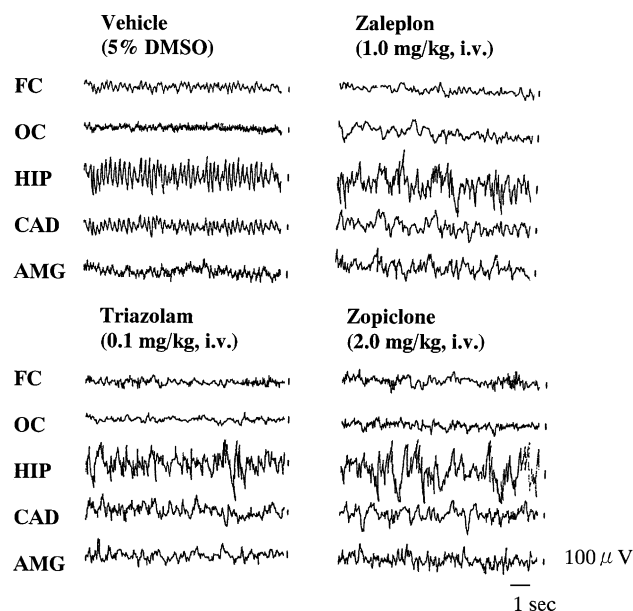 Vehicle
(5% DMSO)
Zaleplon
(1.0 mg/kg, i.v.)
FC
OC
HIP
CAD
AMG
Triazolam
(0.1 mg/kg, i.v.)
Zopiclone
(2.0 mg/kg, i.v.)
FC
OC
HIP
CAD
AMG
100 μ V
1 sec